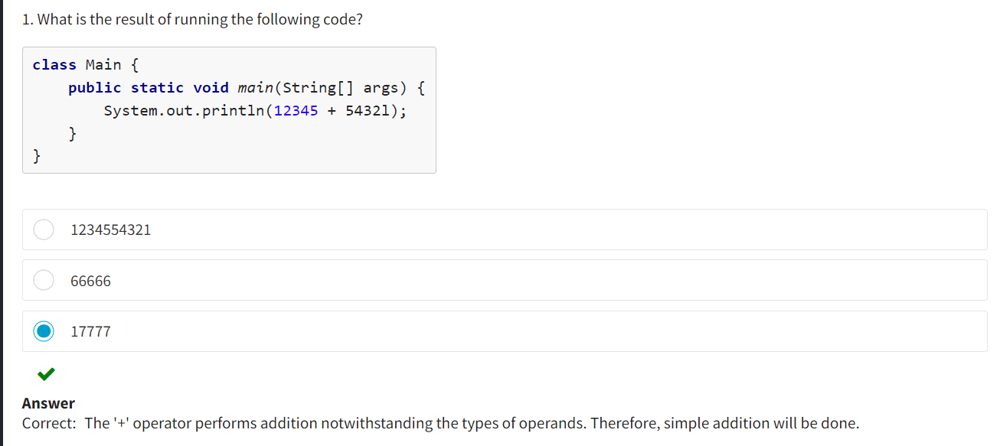 1. What is the result of running the following code?
class Main {
    public static void main(String[] args) {
        System.out.println(12345 + 5432l);
    }
}
1234554321
66666
17777
Answer
Correct:  The '+' operator performs addition notwithstanding the types of operands. Therefore, simple addition will be done.